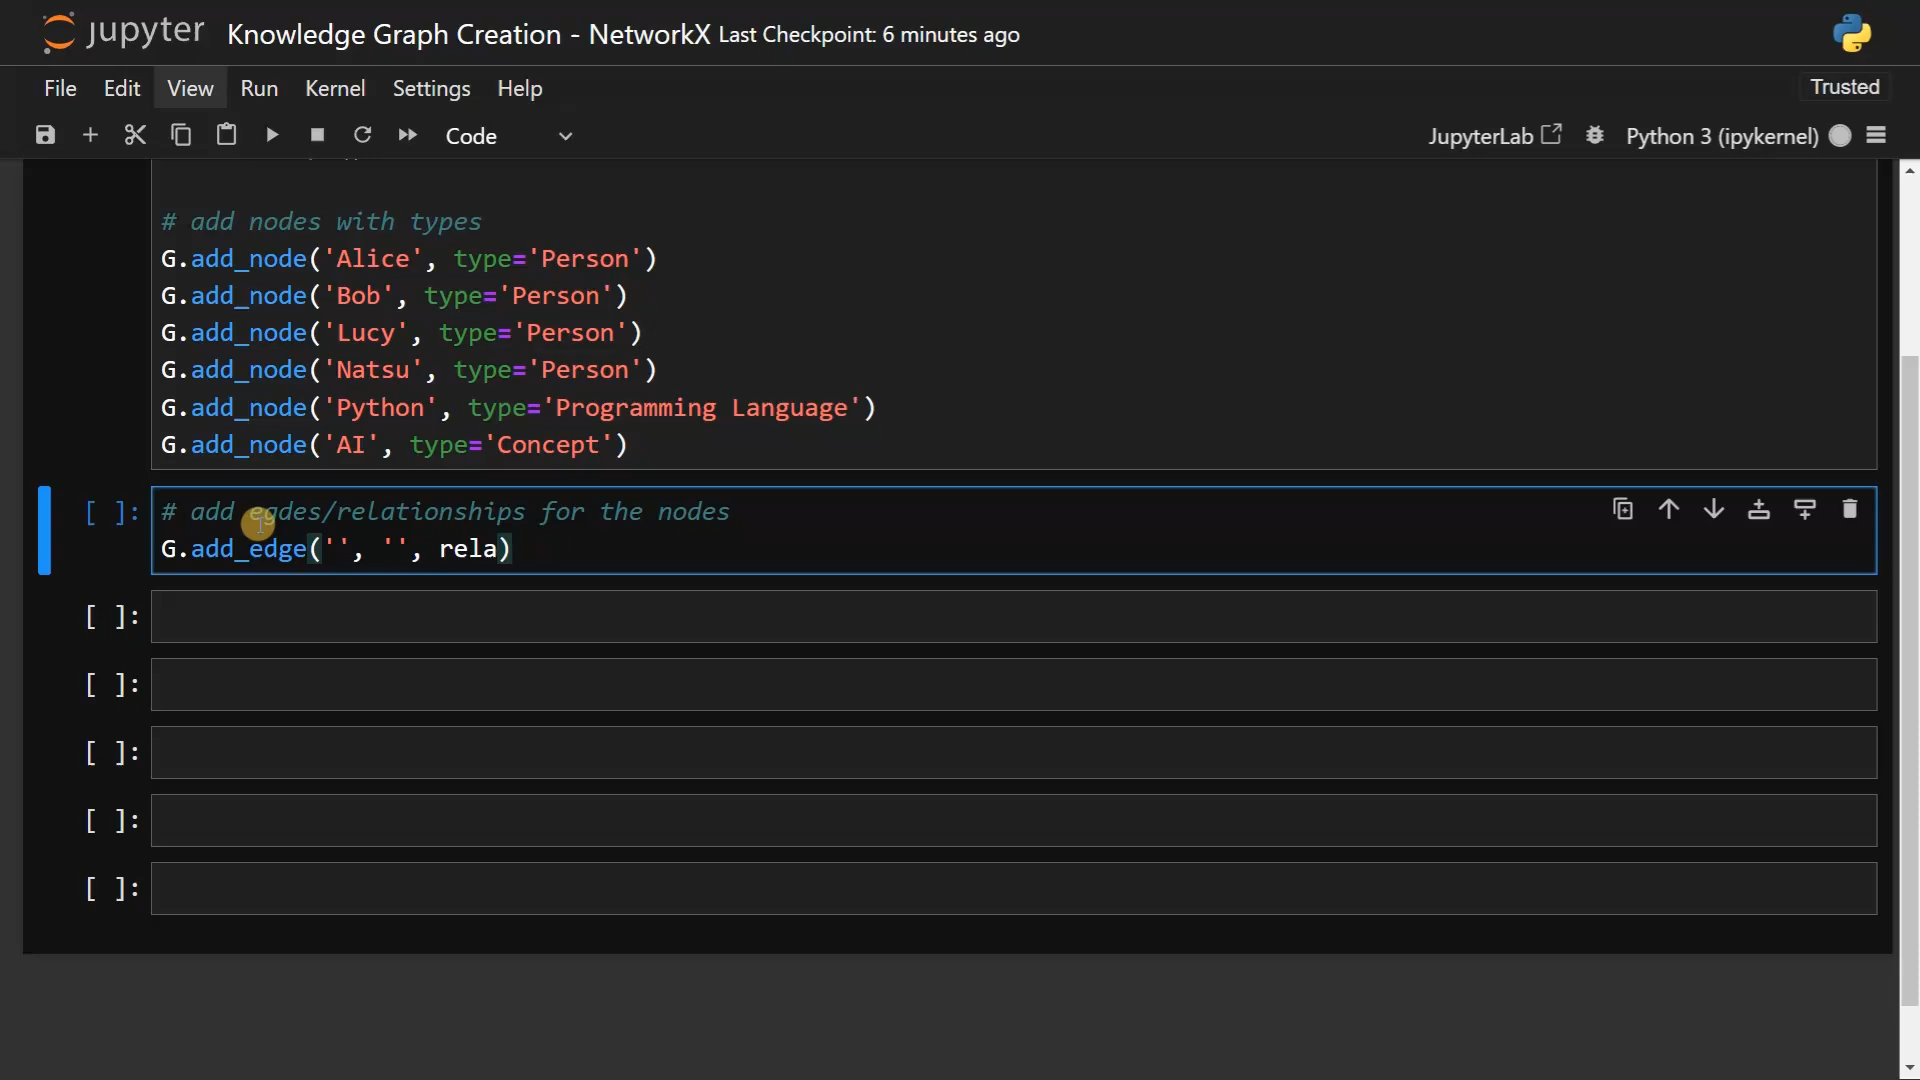 jupyter Knowledge Graph Creation - NetworkX Last Checkpoint: 6 minutes ago
File Edit View Run Kernel Settings Help Trusted
Code JupyterLab Python 3 (ipykernel)
# add nodes with types
G.add_node('Alice', type='Person')
G.add_node('Bob', type='Person')
G.add_node('Lucy', type='Person')
G.add_node('Natsu', type='Person')
G.add_node('Python', type='Programming Language')
G.add_node('AI', type='Concept')
[ ]: # add egdes/relationships for the nodes
G.add_edge('', '', rela)
[ ]:
[ ]:
[ ]:
[ ]:
[ ]: